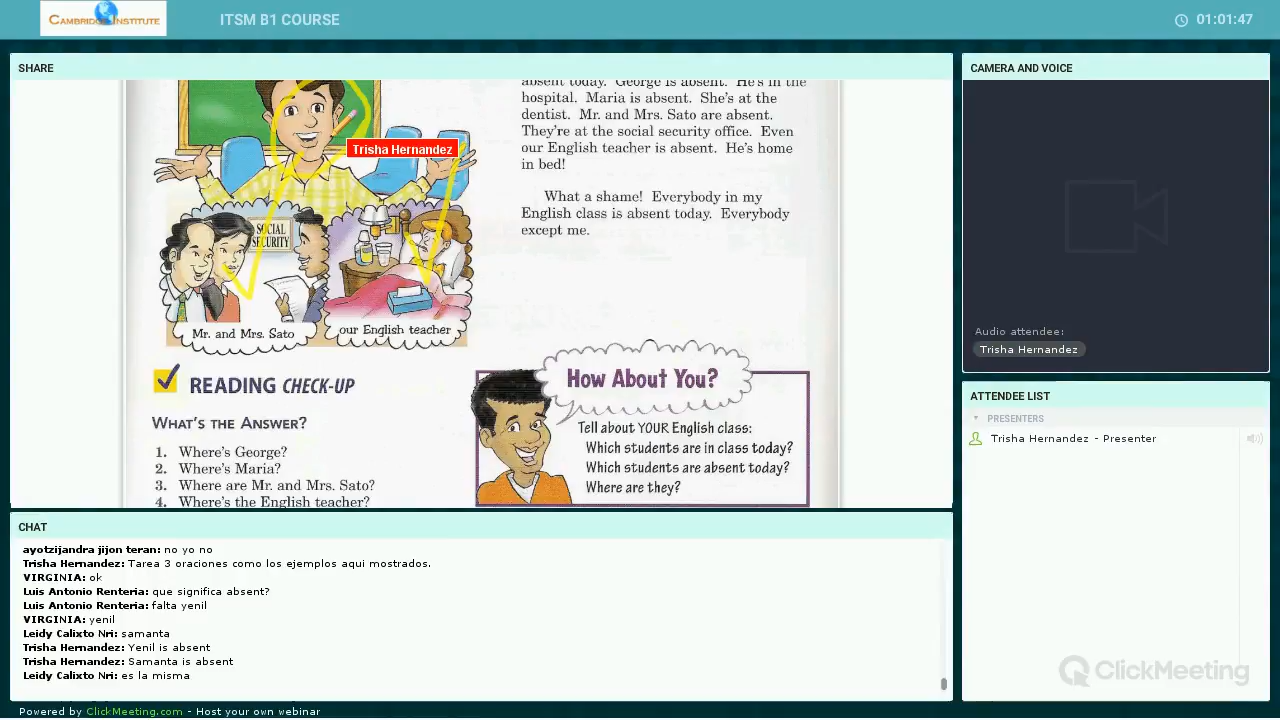 CAMBRIDGE INSTITUTE
ITSM B1 COURSE
01:01:47
SHARE
absent today. George is absent. He's in the
hospital. Maria is absent. She's at the
dentist. Mr. and Mrs. Sato are absent.
They're at the social security office. Even
our English teacher is absent. He's home
in bed!
What a shame! Everybody in my
English class is absent today. Everybody
except me.
Trisha Hernandez
SOCIAL
SECURITY
Mr. and Mrs. Sato
our English teacher
READING CHECK-UP
WHAT'S THE ANSWER?
1. Where's George?
2. Where's Maria?
3. Where are Mr. and Mrs. Sato?
4. Where's the English teacher?
How About You?
Tell about YOUR English class:
Which students are in class today?
Which students are absent today?
Where are they?
CAMERA AND VOICE
Audio attendee:
Trisha Hernandez
ATTENDEE LIST
PRESENTERS
Trisha Hernandez - Presenter
CHAT
ayotzijandra jijon teran: no yo no
Trisha Hernandez: Tarea 3 oraciones como los ejemplos aqui mostrados.
VIRGINIA: ok
Luis Antonio Renteria: que significa absent?
Luis Antonio Renteria: falta yenil
VIRGINIA: yenil
Leidy Calixto Nri: samanta
Trisha Hernandez: Yenil is absent
Trisha Hernandez: Samanta is absent
Leidy Calixto Nri: es la misma
ClickMeeting
Powered by ClickMeeting.com - Host your own webinar